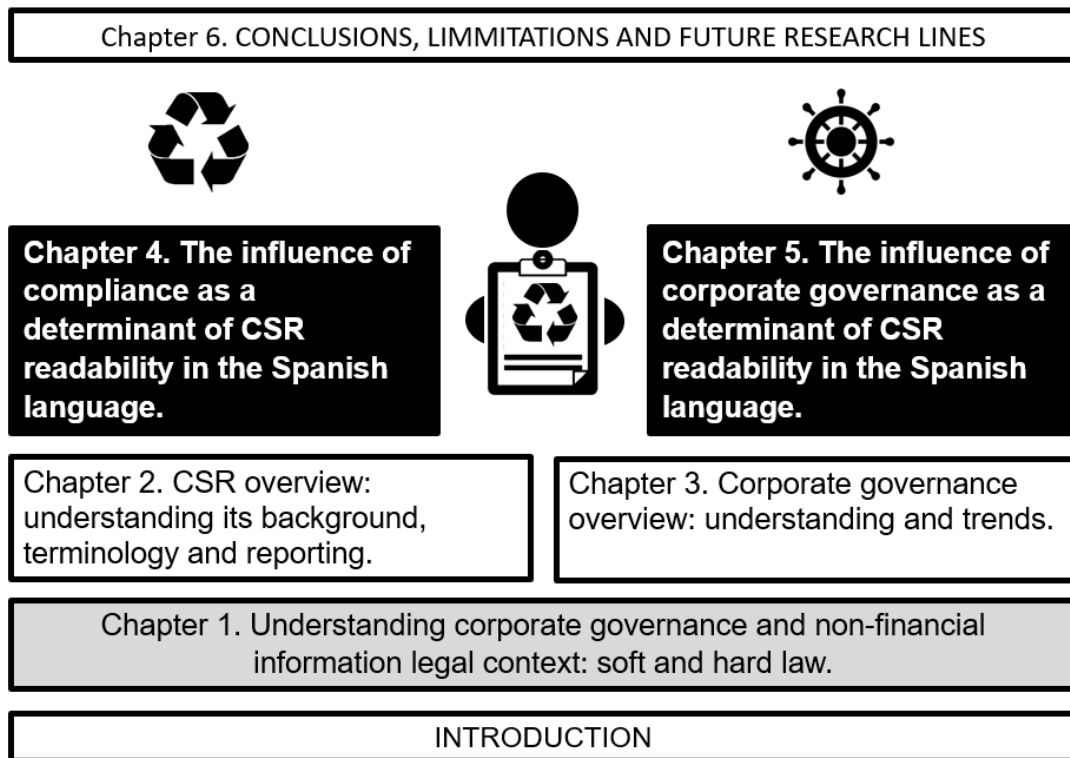 Chapter 6. CONCLUSIONS, LIMMITATIONS AND FUTURE RESEARCH LINES
Chapter 4. The influence of
compliance as a
determinant of CSR
readability in the Spanish
language.
Chapter 5. The influence of
corporate governance as a
determinant of CSR
readability in the Spanish
language.
Chapter 2. CSR overview:
understanding its background,
terminology and reporting.
Chapter 3. Corporate governance
overview: understanding and trends.
Chapter 1. Understanding corporate governance and non-financial
information legal context: soft and hard law.
INTRODUCTION